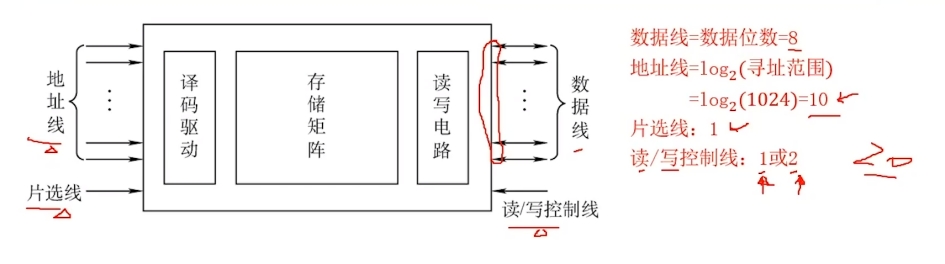 地址线
片选线
译码驱动
存储矩阵
读写电路
数据线
读/写控制线
数据线=数据位数=8
地址线=log₂(寻址范围)
=log₂(1024)=10
片选线：1
读/写控制线：1或2
20